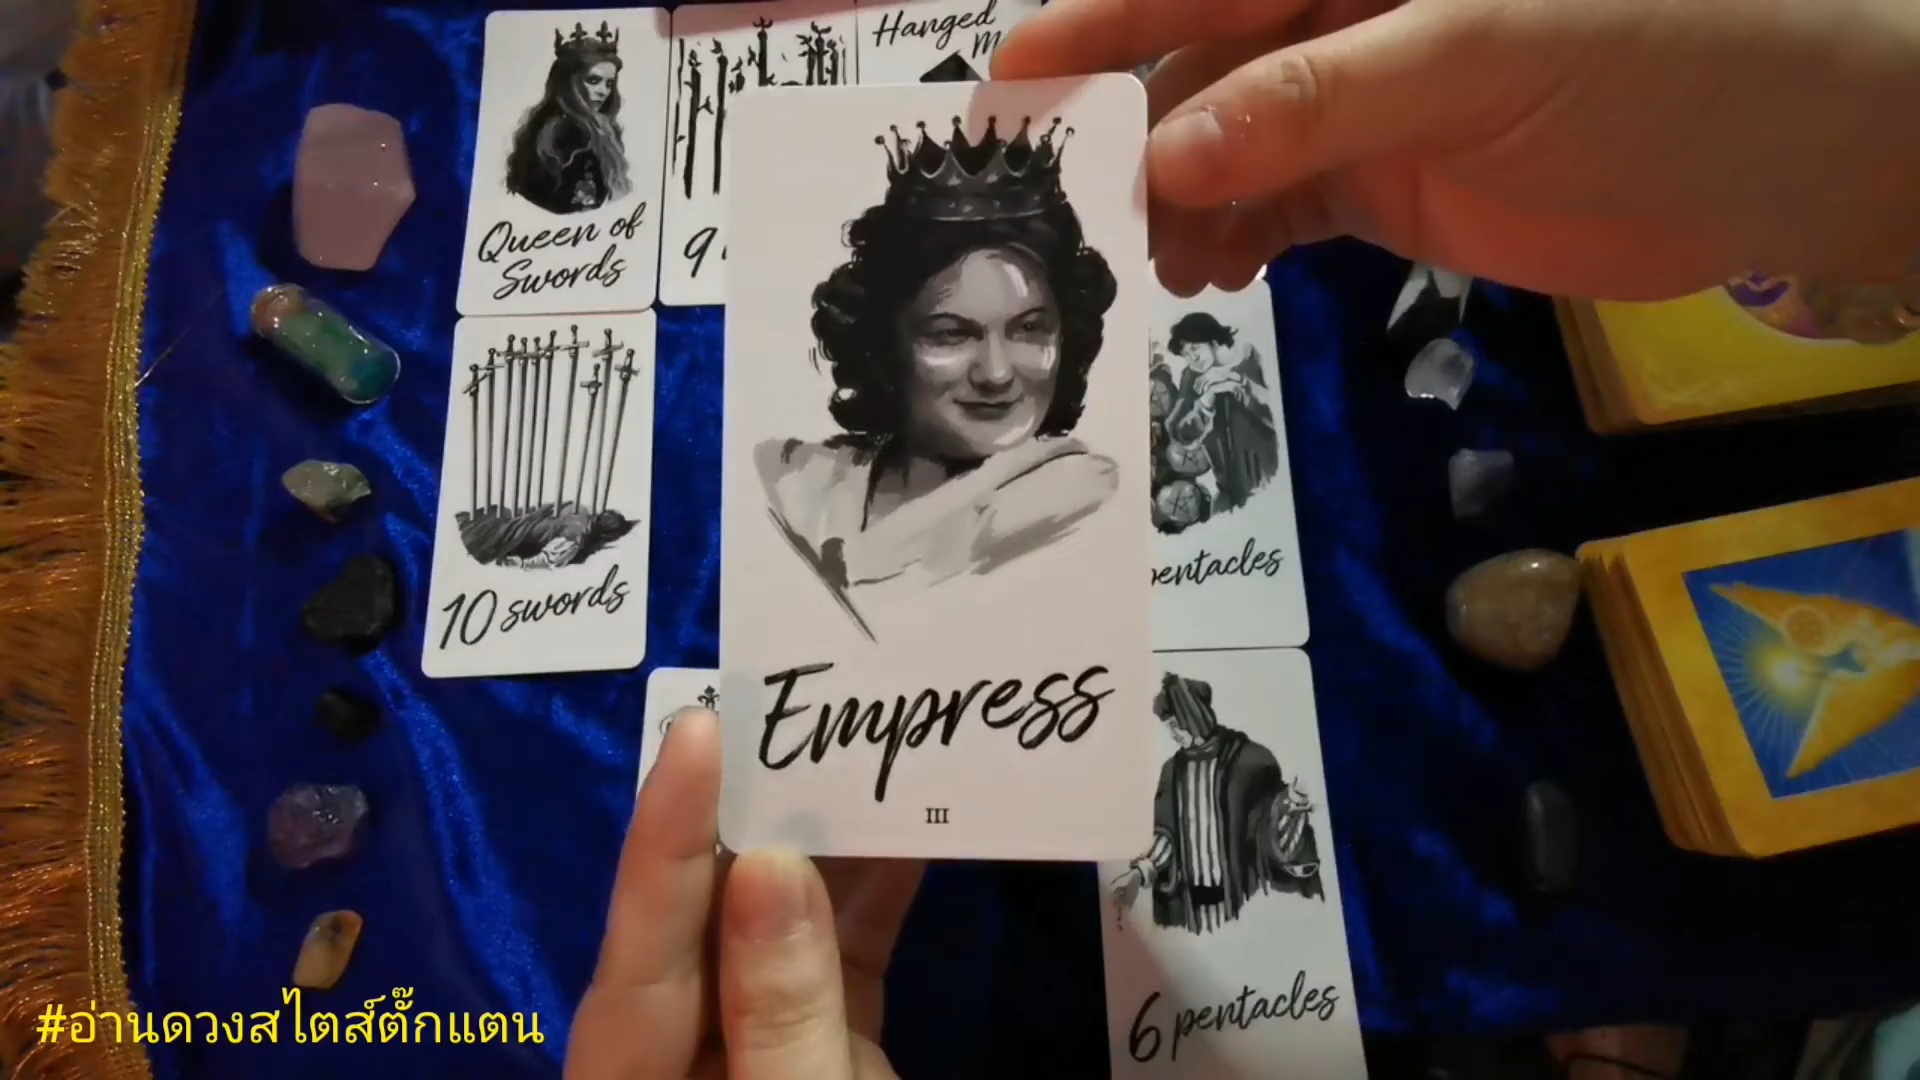 Hanged
Queen of
Swords
9
10 swords
pentacles
Empress
III
6 pentacles
#อ่านดวงสไตส์ตั๊กแตน